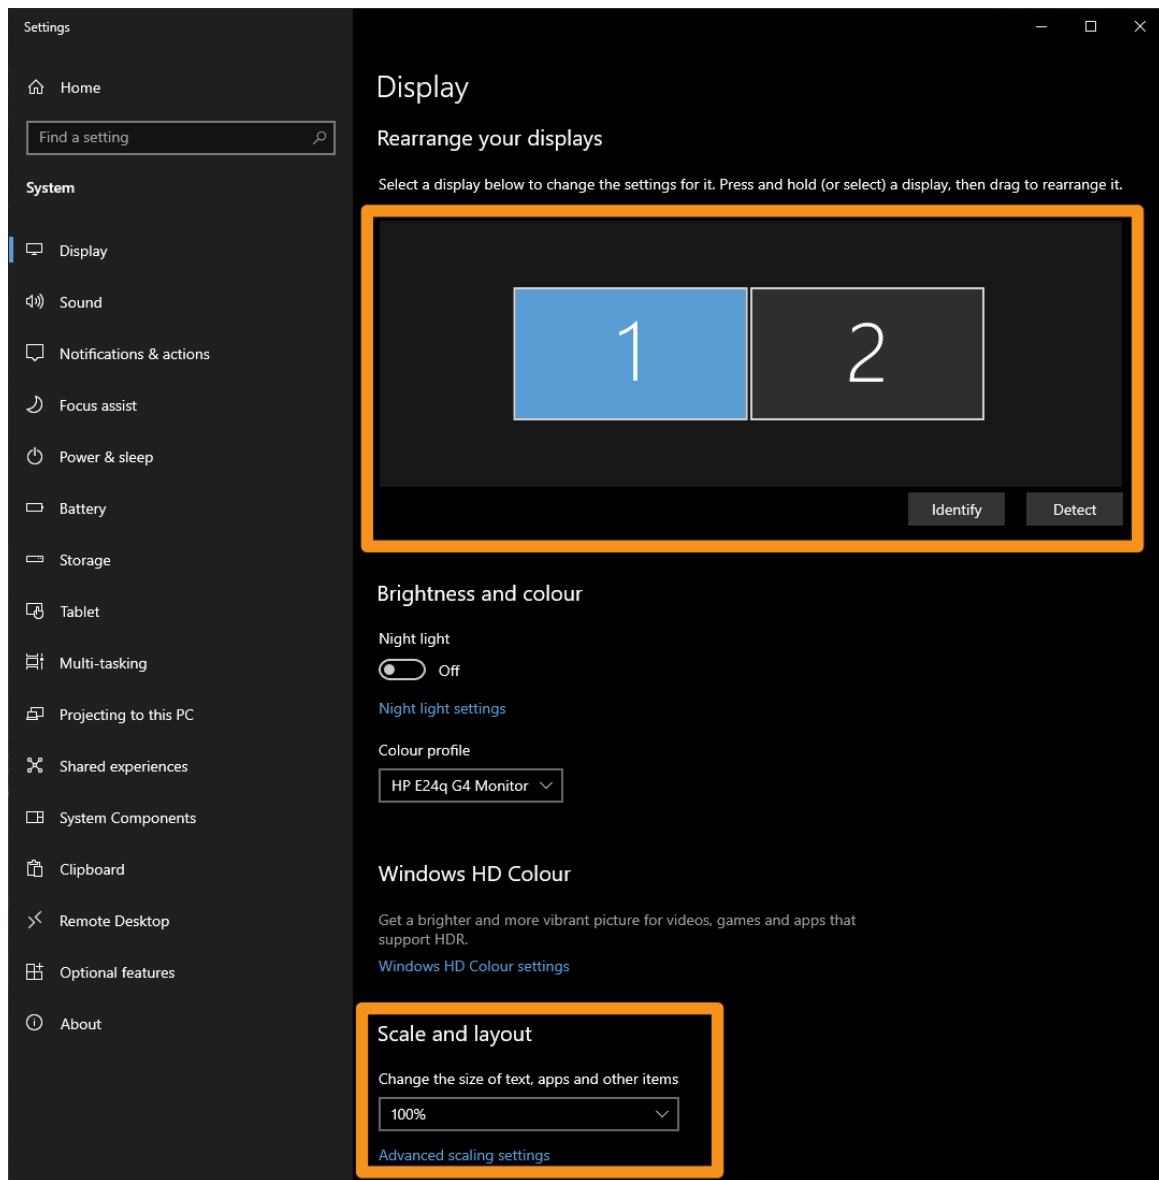 Settings
Home
Find a setting
System
Display
Sound
Notifications & actions
Focus assist
Power & sleep
Battery
Storage
Tablet
Multi-tasking
Projecting to this PC
Shared experiences
System Components
Clipboard
Remote Desktop
Optional features
About
Display
Rearrange your displays
Select a display below to change the settings for it. Press and hold (or select) a display, then drag to rearrange it.
1 2
Identify Detect
Brightness and colour
Night light
Off
Night light settings
Colour profile
HP E24q G4 Monitor
Windows HD Colour
Get a brighter and more vibrant picture for videos, games and apps that
support HDR.
Windows HD Colour settings
Scale and layout
Change the size of text, apps and other items
100%
Advanced scaling settings